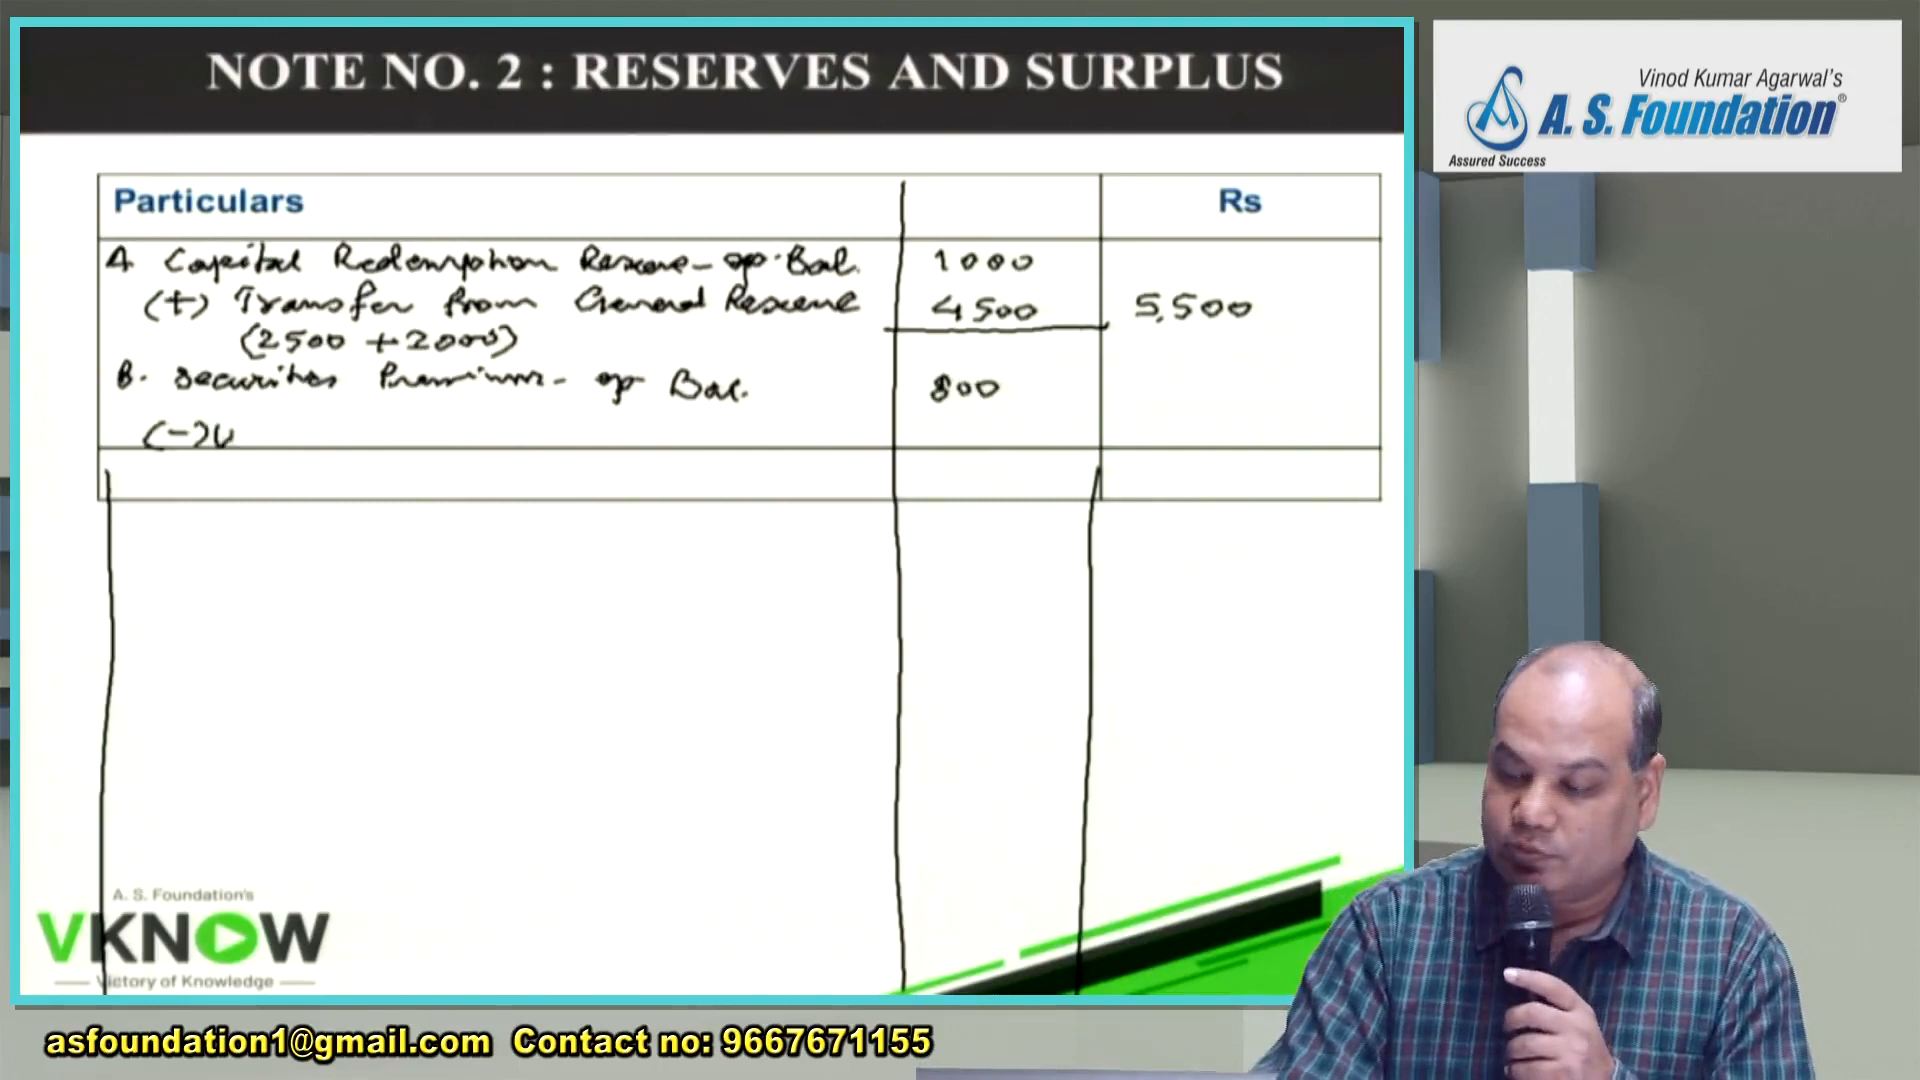 NOTE NO. 2 : RESERVES AND SURPLUS
Vinod Kumar Agarwal's
A. S. Foundation®
Assured Success
Particulars Rs
A. Capital Redemption Reserve - op. Bal. 1000
(+) Transfer from General Reserve 4500 5,500
(2500 + 2000)
B. Securities Premium - op Bal. 800
(-) U
A. S. Foundation's
VKNOW
Victory of Knowledge
asfoundation1@gmail.com Contact no: 9667671155